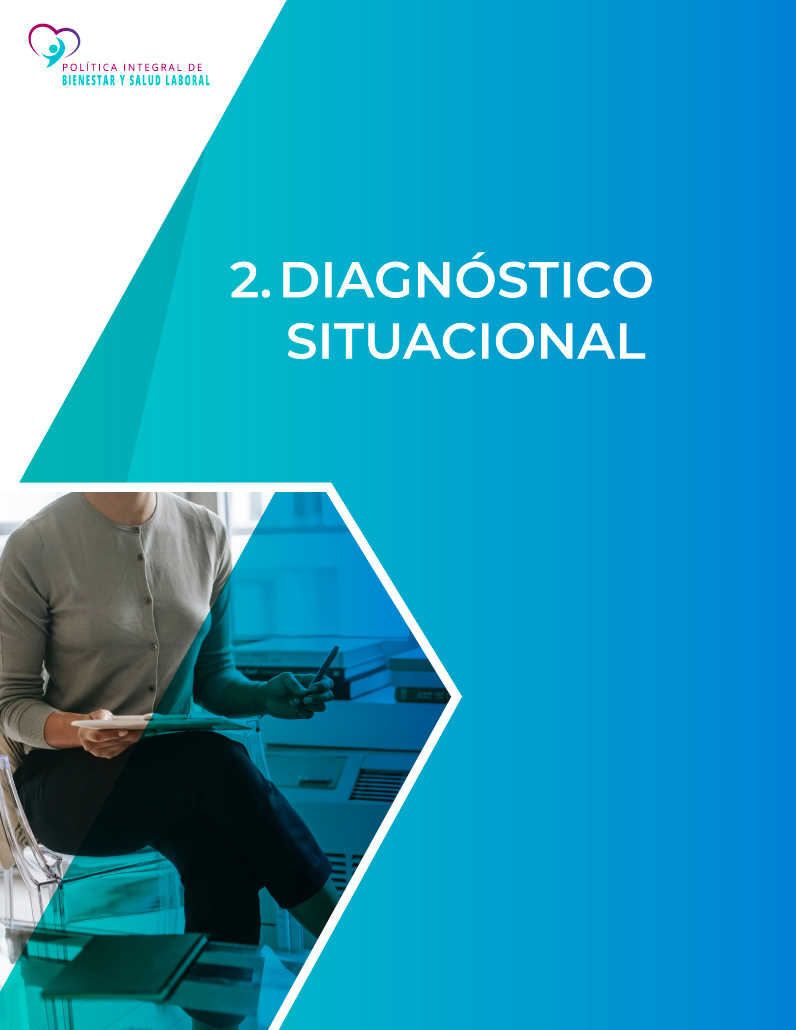 POLÍTICA INTEGRAL DE
BIENESTAR Y SALUD LABORAL
2. DIAGNÓSTICO
SITUACIONAL